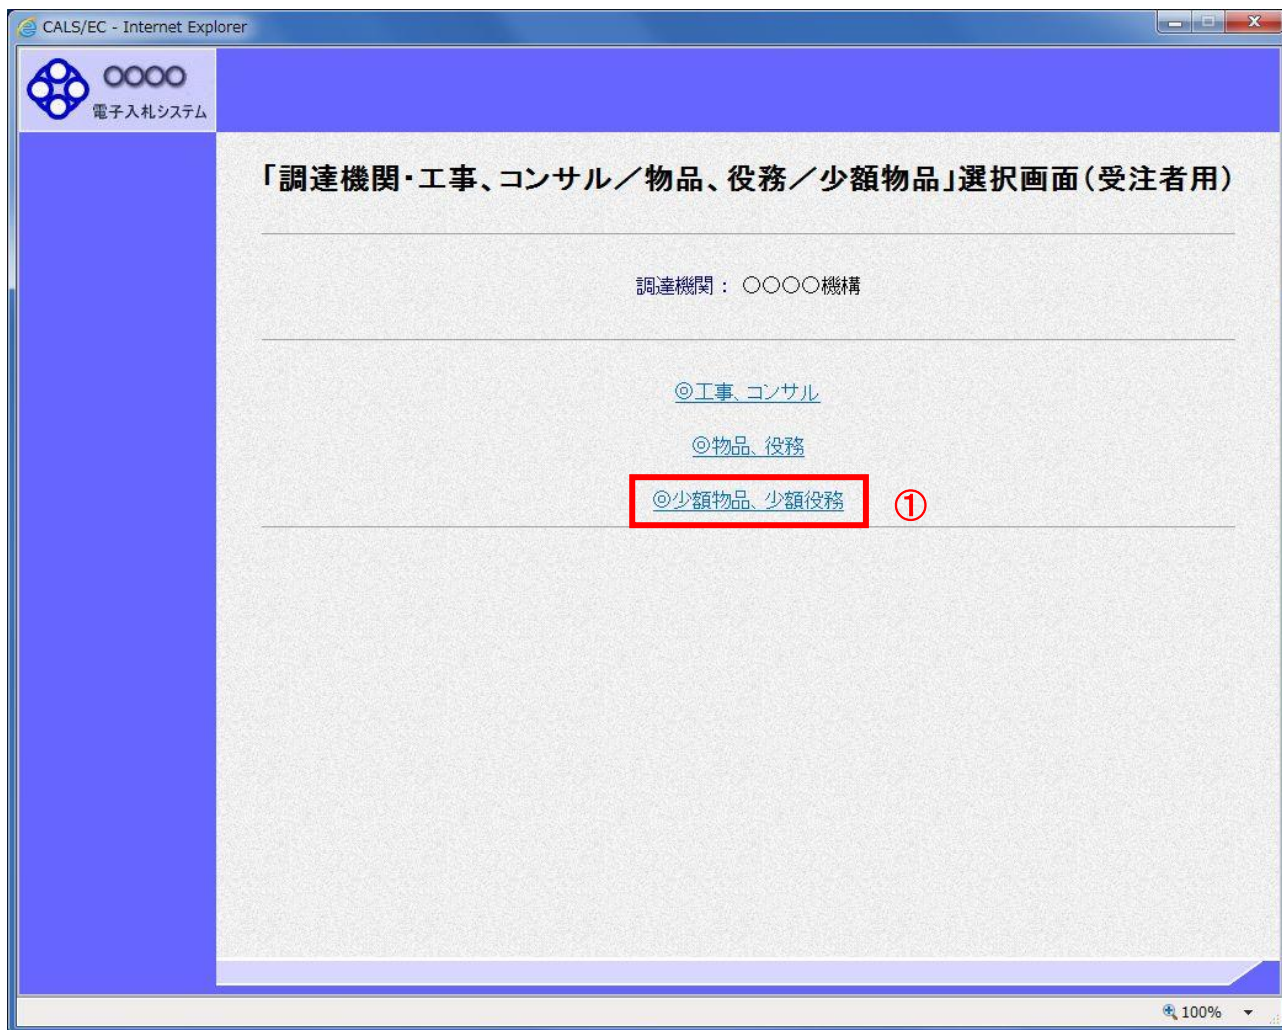 CALS/EC - Internet Explorer
○○○○
電子入札システム
「調達機関・工事、コンサル／物品、役務／少額物品」選択画面（受注者用）
調達機関： ○○○○機構
◎工事、コンサル
◎物品、役務
◎少額物品、少額役務
①
100%